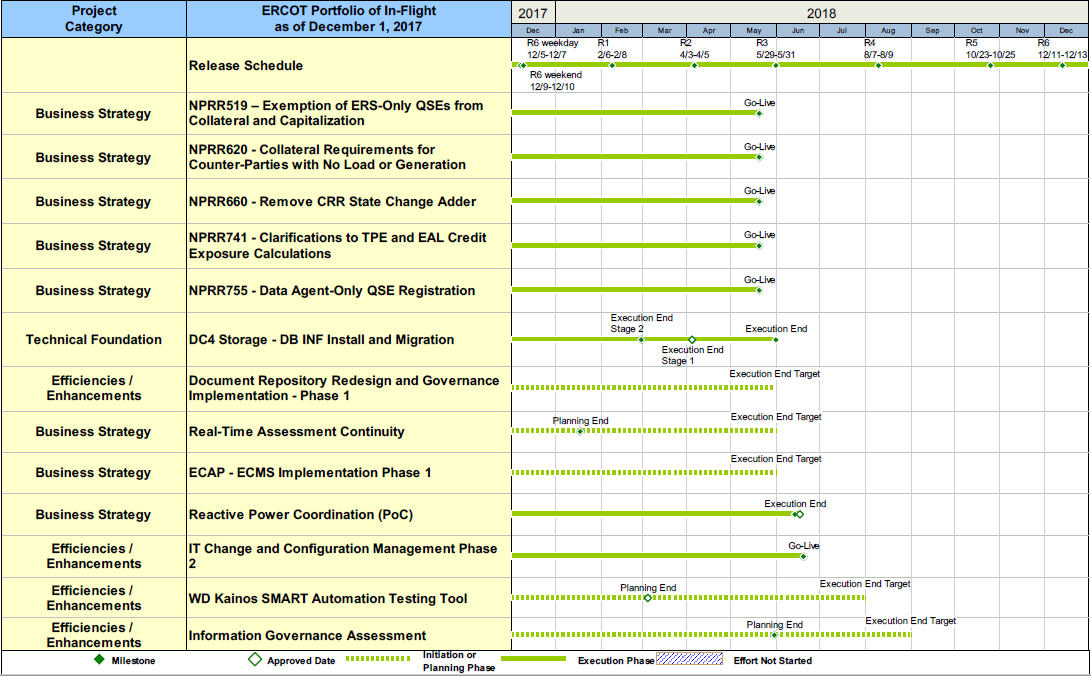 Project
Category
ERCOT Portfolio of In-Flight
as of December 1, 2017
2017
2018
Dec
Jan
Feb
Mar
Apr
May
Jun
Jul
Aug
Sep
Oct
Nov
Dec
Release Schedule
R6 weekday
12/5-12/7
R6 weekend
12/9-12/10
R1
2/6-2/8
R2
4/3-4/5
R3
5/29-5/31
R4
8/7-8/9
R5
10/23-10/25
R6
12/11-12/13
Business Strategy
NPRR519 – Exemption of ERS-Only QSEs from
Collateral and Capitalization
Go-Live
Business Strategy
NPRR620 - Collateral Requirements for
Counter-Parties with No Load or Generation
Go-Live
Business Strategy
NPRR660 - Remove CRR State Change Adder
Go-Live
Business Strategy
NPRR741 - Clarifications to TPE and EAL Credit
Exposure Calculations
Go-Live
Business Strategy
NPRR755 - Data Agent-Only QSE Registration
Go-Live
Technical Foundation
DC4 Storage - DB INF Install and Migration
Execution End
Stage 2
Execution End
Stage 1
Execution End
Efficiencies /
Enhancements
Document Repository Redesign and Governance
Implementation - Phase 1
Execution End Target
Business Strategy
Real-Time Assessment Continuity
Planning End
Execution End Target
Business Strategy
ECAP - ECMS Implementation Phase 1
Execution End Target
Business Strategy
Reactive Power Coordination (PoC)
Execution End
Efficiencies /
Enhancements
IT Change and Configuration Management Phase
2
Go-Live
Efficiencies /
Enhancements
WD Kainos SMART Automation Testing Tool
Planning End
Execution End Target
Efficiencies /
Enhancements
Information Governance Assessment
Planning End
Execution End Target
Milestone
Approved Date
Initiation or
Planning Phase
Execution Phase
Effort Not Started